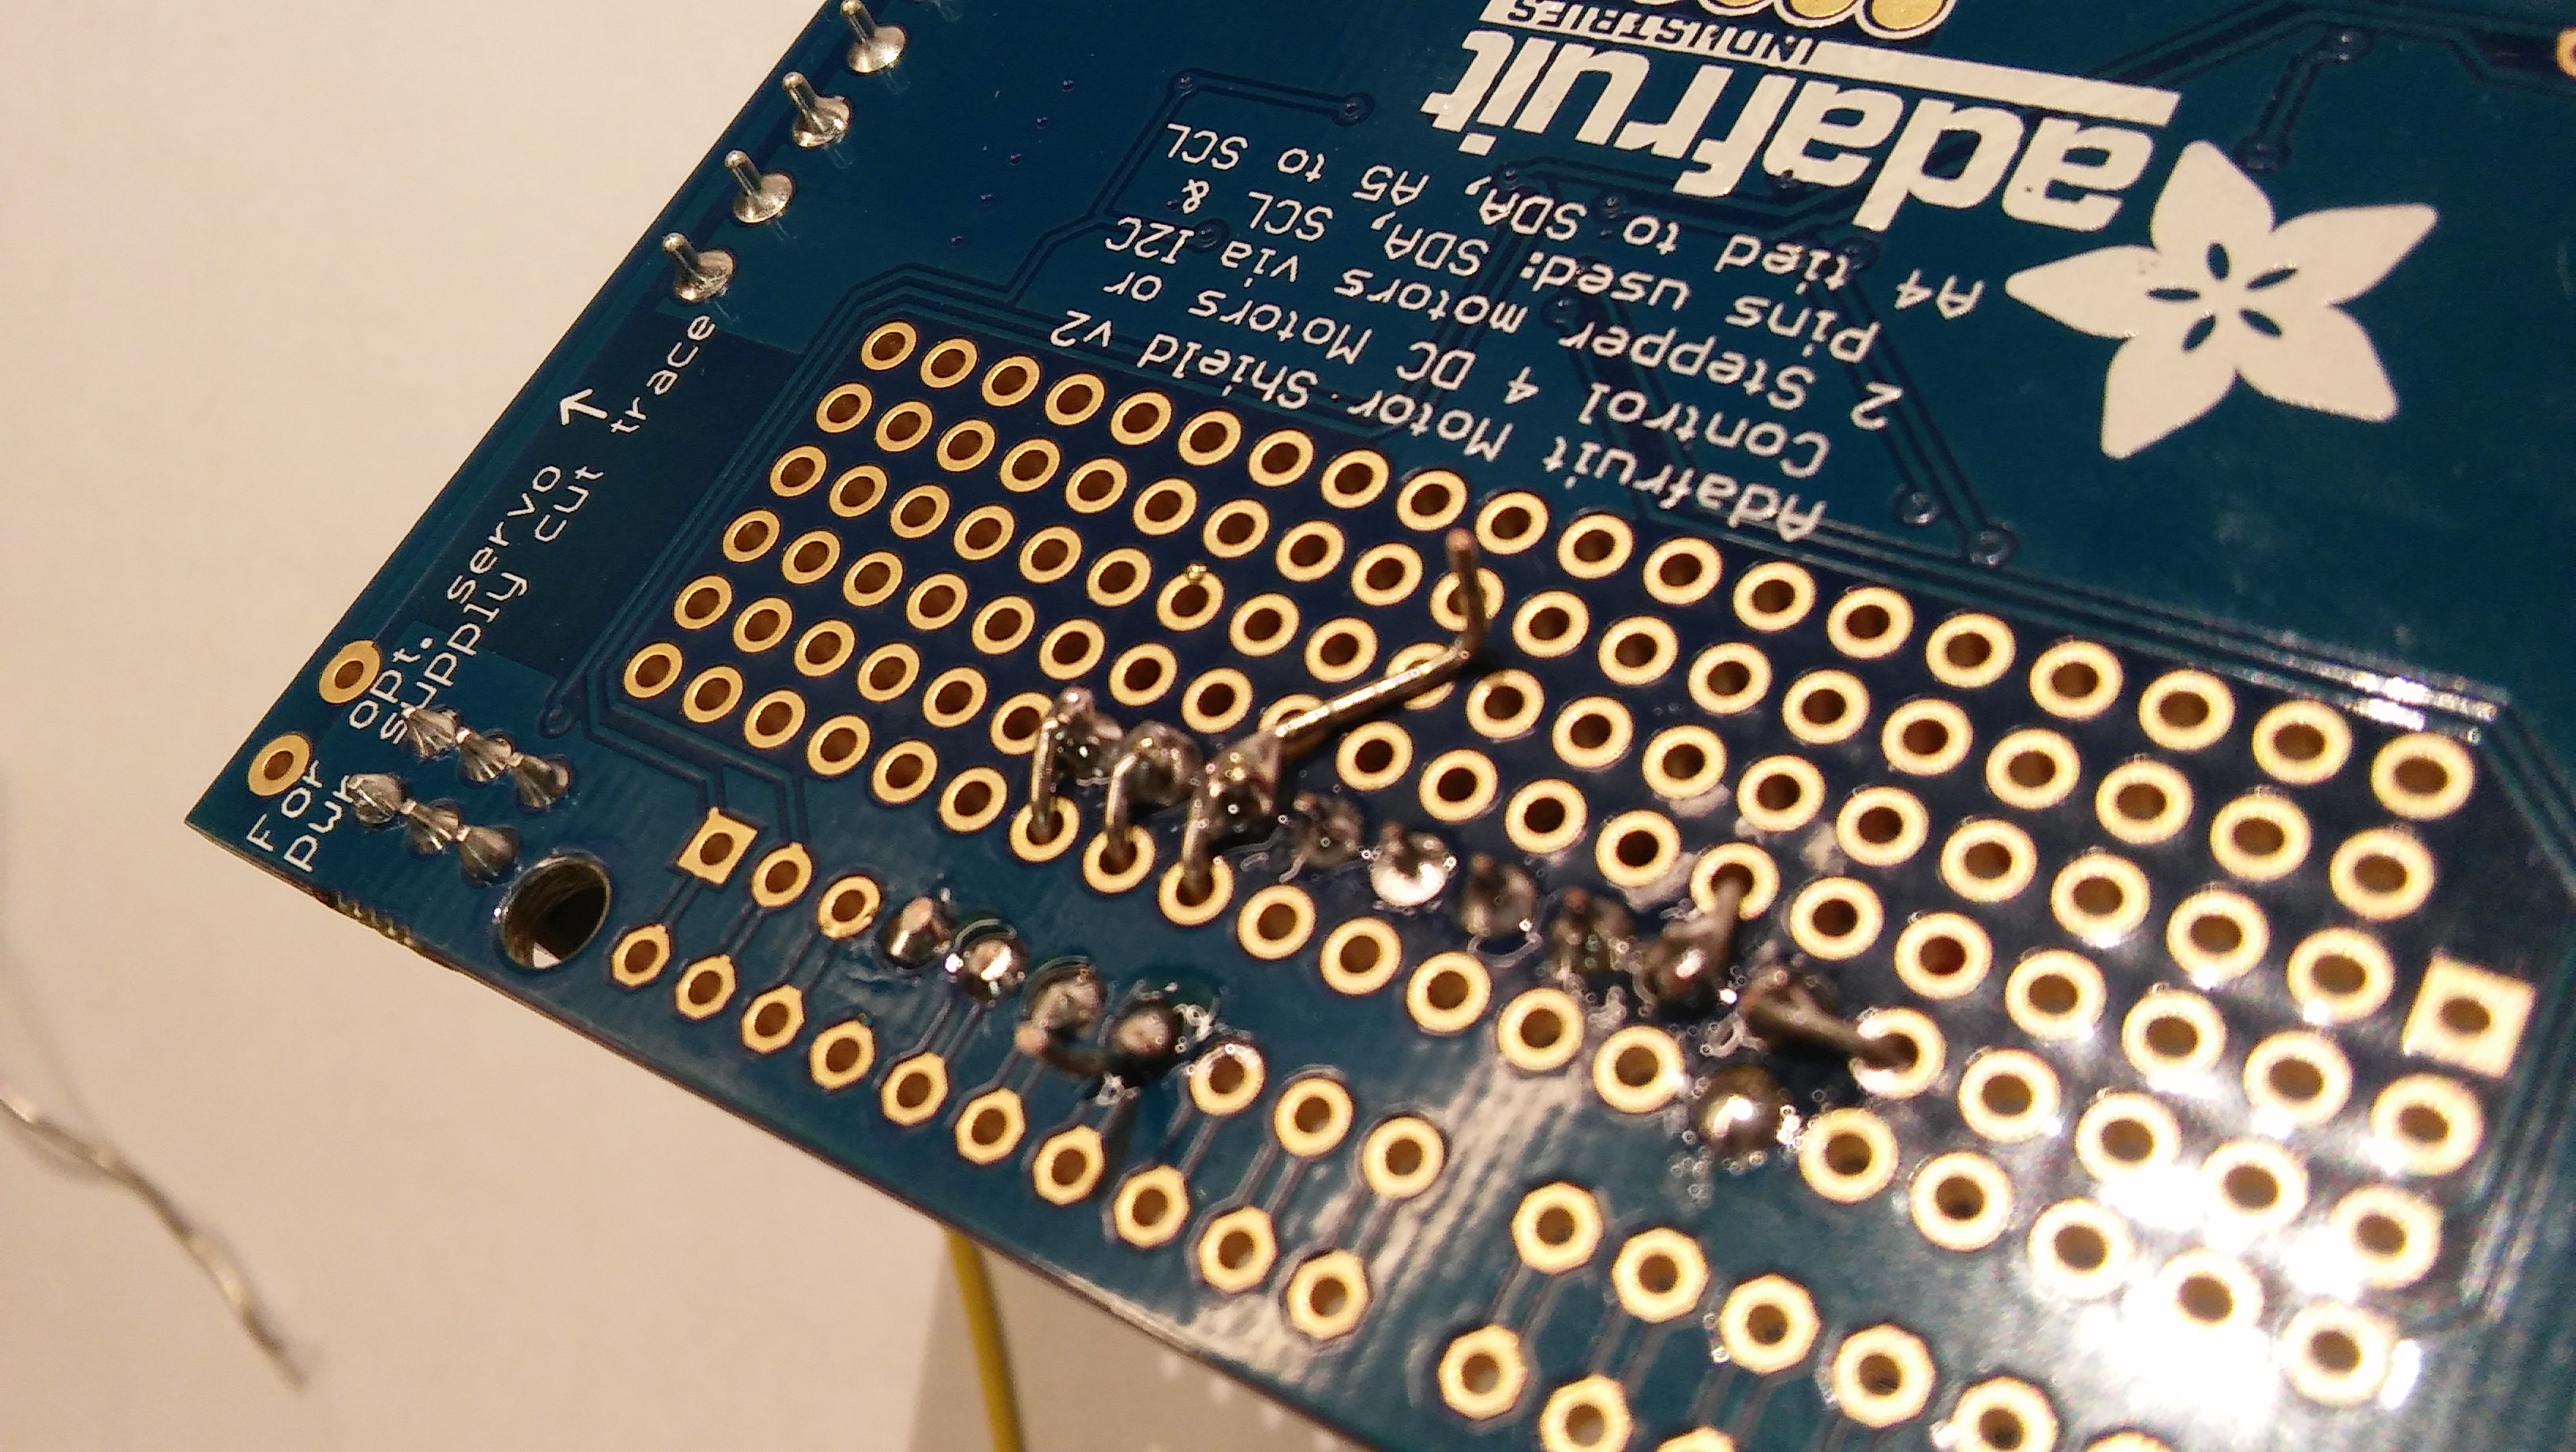 For opt. servo ↑
pwr supply cut trace
Adafruit Motor Shield v2
Control 4 DC Motors or
2 Stepper motors via I2C
Pins used: SDA, SCL &
A4 tied to SDA, A5 to SCL
adafruit
INDUSTRIES